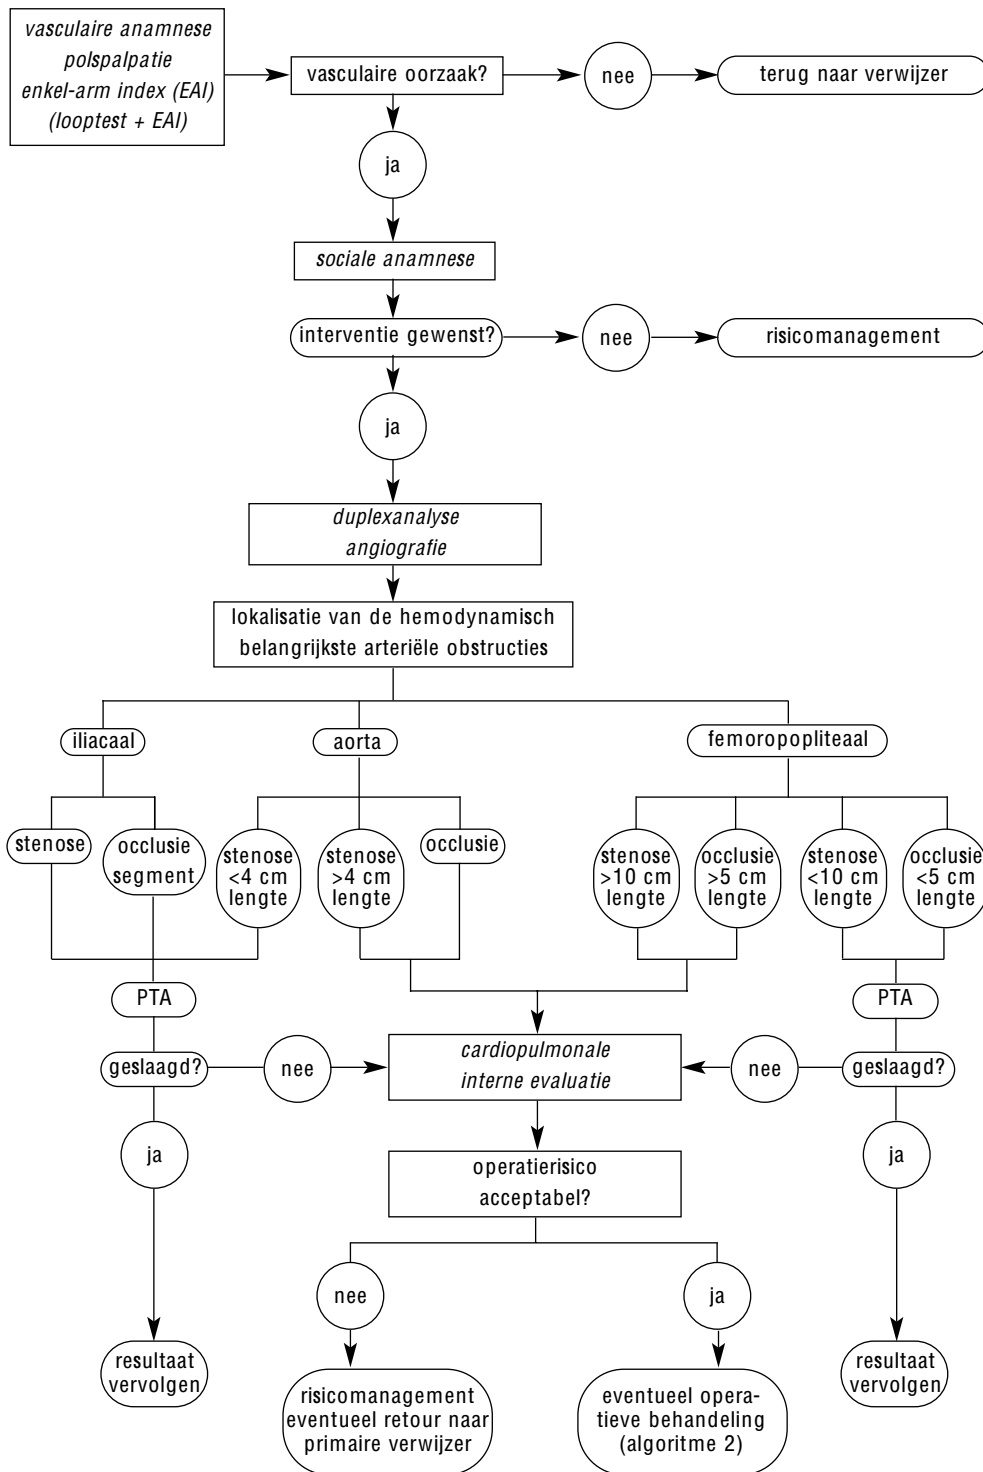 vasculaire anamnese
polspalpatie
enkel-arm index (EAI)
(looptest + EAI)
vasculaire oorzaak?
nee
terug naar verwijzer
ja
sociale anamnese
interventie gewenst?
nee
risicomanagement
ja
duplexanalyse
angiografie
lokalisatie van de hemodynamisch
belangrijkste arteriële obstructies
iliacaal
aorta
femoropopliteaal
stenose
occlusie
segment
stenose
<4 cm
lengte
stenose
>4 cm
lengte
occlusie
stenose
>10 cm
lengte
occlusie
>5 cm
lengte
stenose
<10 cm
lengte
occlusie
<5 cm
lengte
PTA
PTA
geslaagd?
nee
cardiopulmonale
interne evaluatie
nee
geslaagd?
ja
operatierisico
acceptabel?
ja
nee
ja
resultaat
vervolgen
risicomanagement
eventueel retour naar
primaire verwijzer
eventueel opera-
tieve behandeling
(algoritme 2)
resultaat
vervolgen